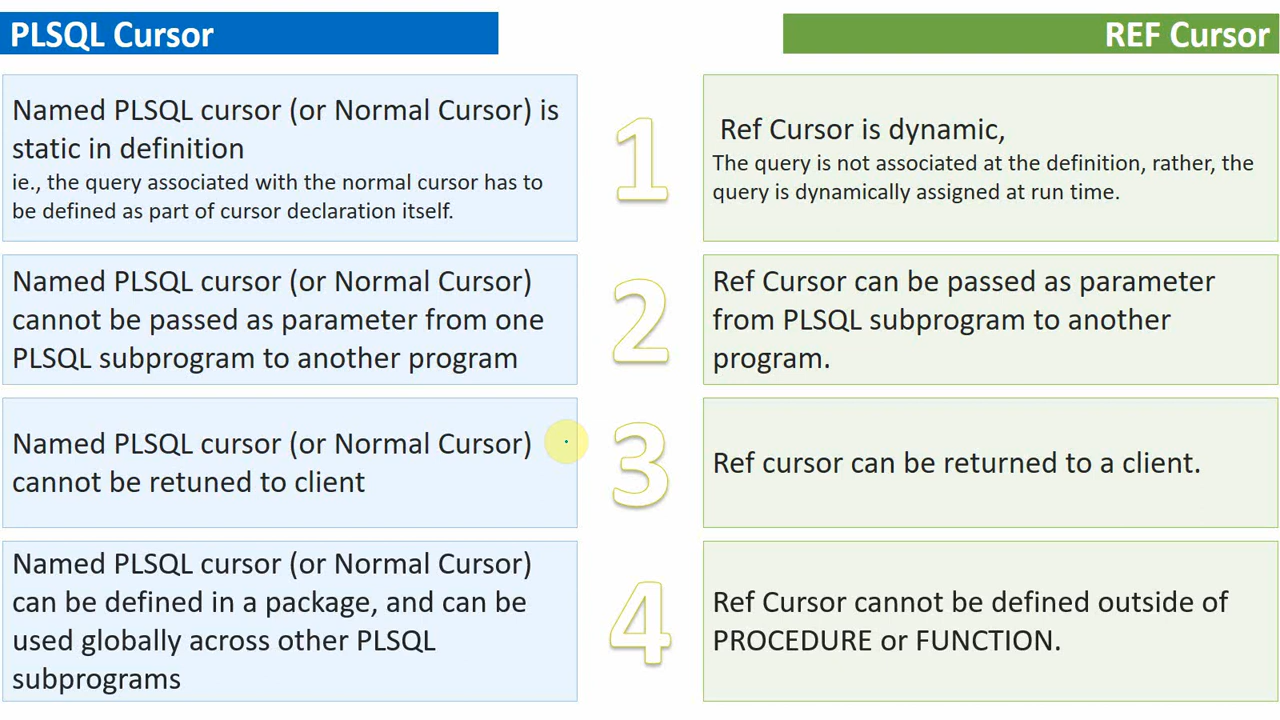 PLSQL Cursor
REF Cursor
Named PLSQL cursor (or Normal Cursor) is
static in definition
ie., the query associated with the normal cursor has to
be defined as part of cursor declaration itself.
1
Ref Cursor is dynamic,
The query is not associated at the definition, rather, the
query is dynamically assigned at run time.
Named PLSQL cursor (or Normal Cursor)
cannot be passed as parameter from one
PLSQL subprogram to another program
2
Ref Cursor can be passed as parameter
from PLSQL subprogram to another
program.
Named PLSQL cursor (or Normal Cursor)
cannot be retuned to client
3
Ref cursor can be returned to a client.
Named PLSQL cursor (or Normal Cursor)
can be defined in a package, and can be
used globally across other PLSQL
subprograms
4
Ref Cursor cannot be defined outside of
PROCEDURE or FUNCTION.